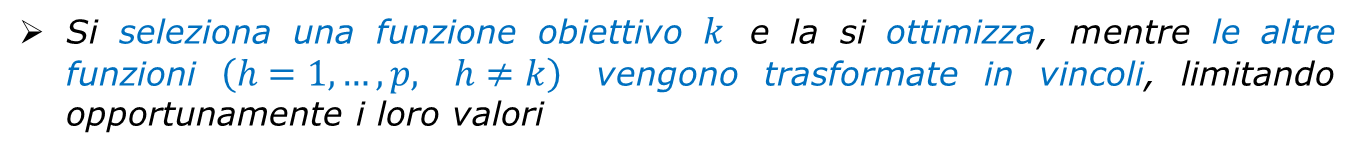 ➢ Si seleziona una funzione obiettivo k e la si ottimizza, mentre le altre
funzioni (h = 1, … , p, h ≠ k) vengono trasformate in vincoli, limitando
opportunamente i loro valori